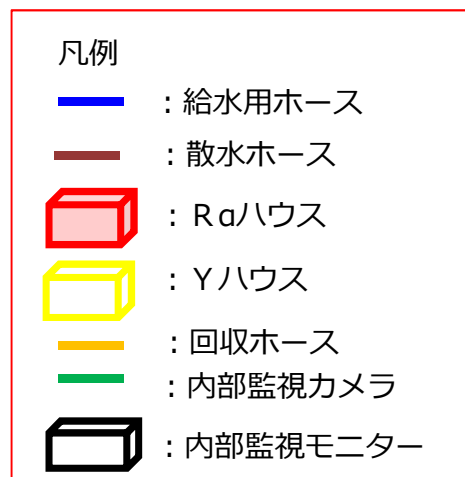 凡例
：給水用ホース
：散水ホース
：Rαハウス
：Yハウス
：回収ホース
：内部監視カメラ
：内部監視モニター